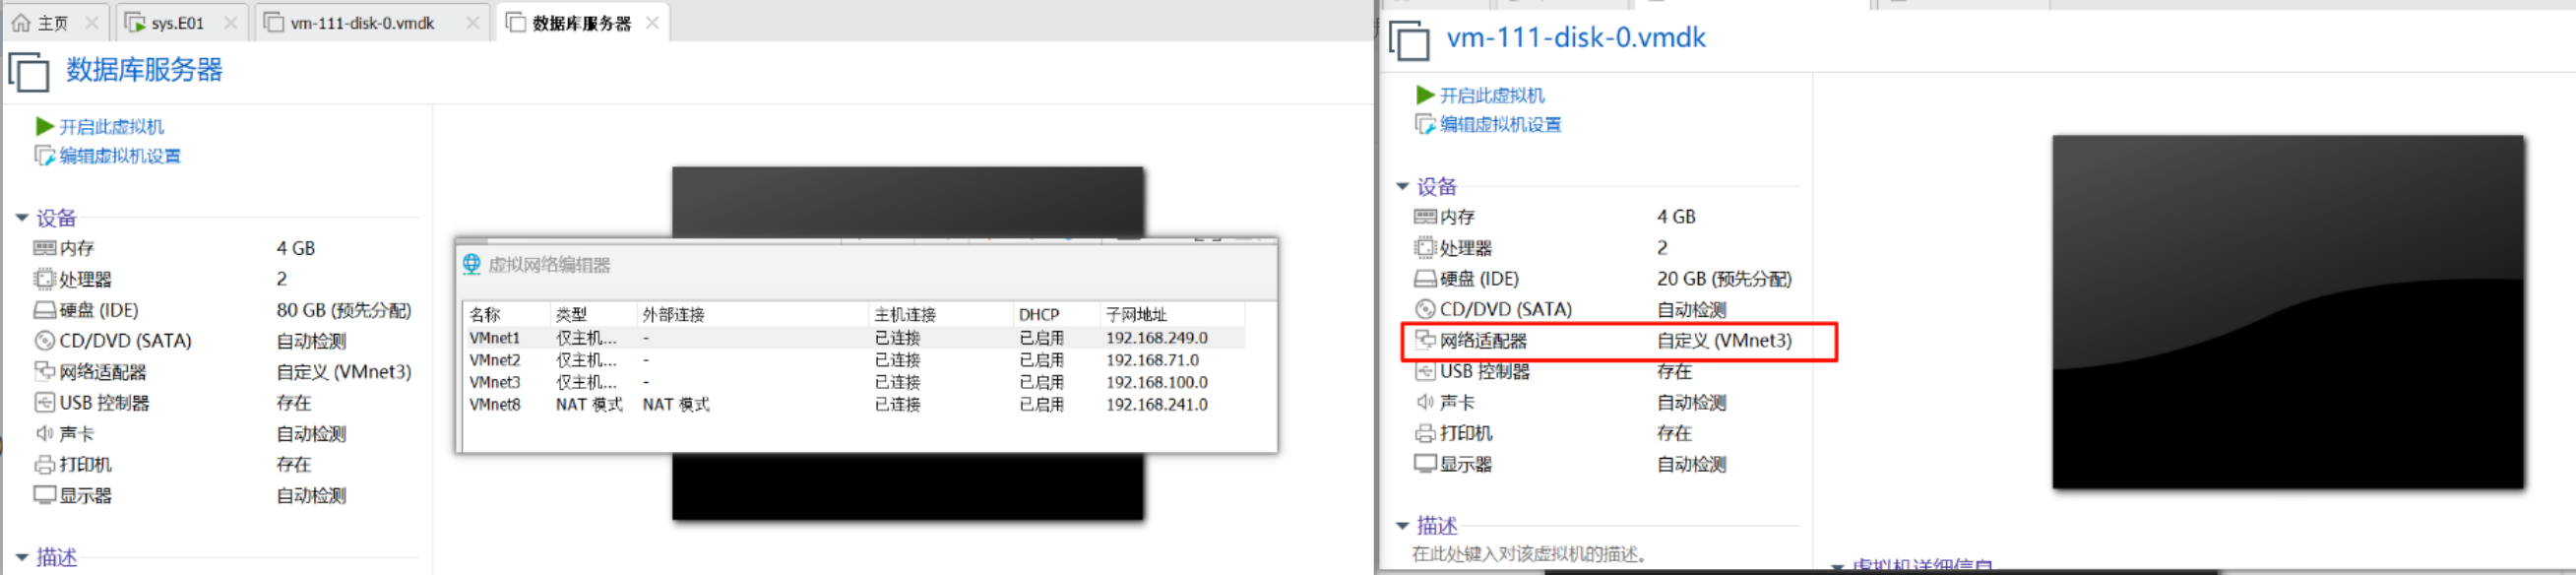 主页
sys.E01
vm-111-disk-0.vmdk
数据库服务器
数据库服务器
开启此虚拟机
编辑虚拟机设置
设备
内存 4 GB
处理器 2
硬盘 (IDE) 80 GB (预先分配)
CD/DVD (SATA) 自动检测
网络适配器 自定义 (VMnet3)
USB 控制器 存在
声卡 自动检测
打印机 存在
显示器 自动检测
描述
虚拟网络编辑器
名称 类型 外部连接 主机连接 DHCP 子网地址
VMnet1 仅主机... - 已连接 已启用 192.168.249.0
VMnet2 仅主机... - 已连接 已启用 192.168.71.0
VMnet3 仅主机... - 已连接 已启用 192.168.100.0
VMnet8 NAT 模式 NAT 模式 已连接 已启用 192.168.241.0
vm-111-disk-0.vmdk
开启此虚拟机
编辑虚拟机设置
设备
内存 4 GB
处理器 2
硬盘 (IDE) 20 GB (预先分配)
CD/DVD (SATA) 自动检测
网络适配器 自定义 (VMnet3)
USB 控制器 存在
声卡 自动检测
打印机 存在
显示器 自动检测
描述
在此处键入对该虚拟机的描述。
虚拟机详细信息